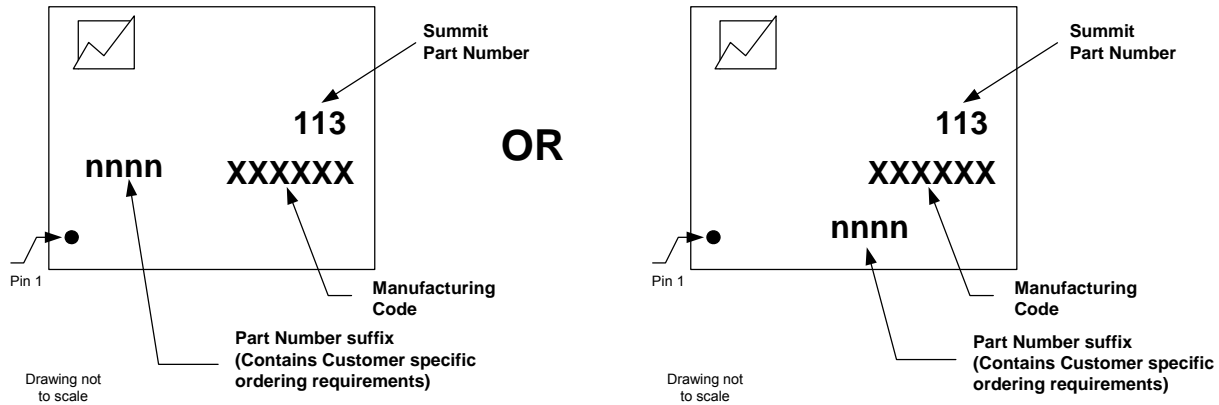 Summit
Part Number
113
nnnn
XXXXXX
Pin 1
Manufacturing
Code
Part Number suffix
(Contains Customer specific
ordering requirements)
Drawing not
to scale
OR
Summit
Part Number
113
XXXXXX
nnnn
Pin 1
Manufacturing
Code
Part Number suffix
(Contains Customer specific
ordering requirements)
Drawing not
to scale